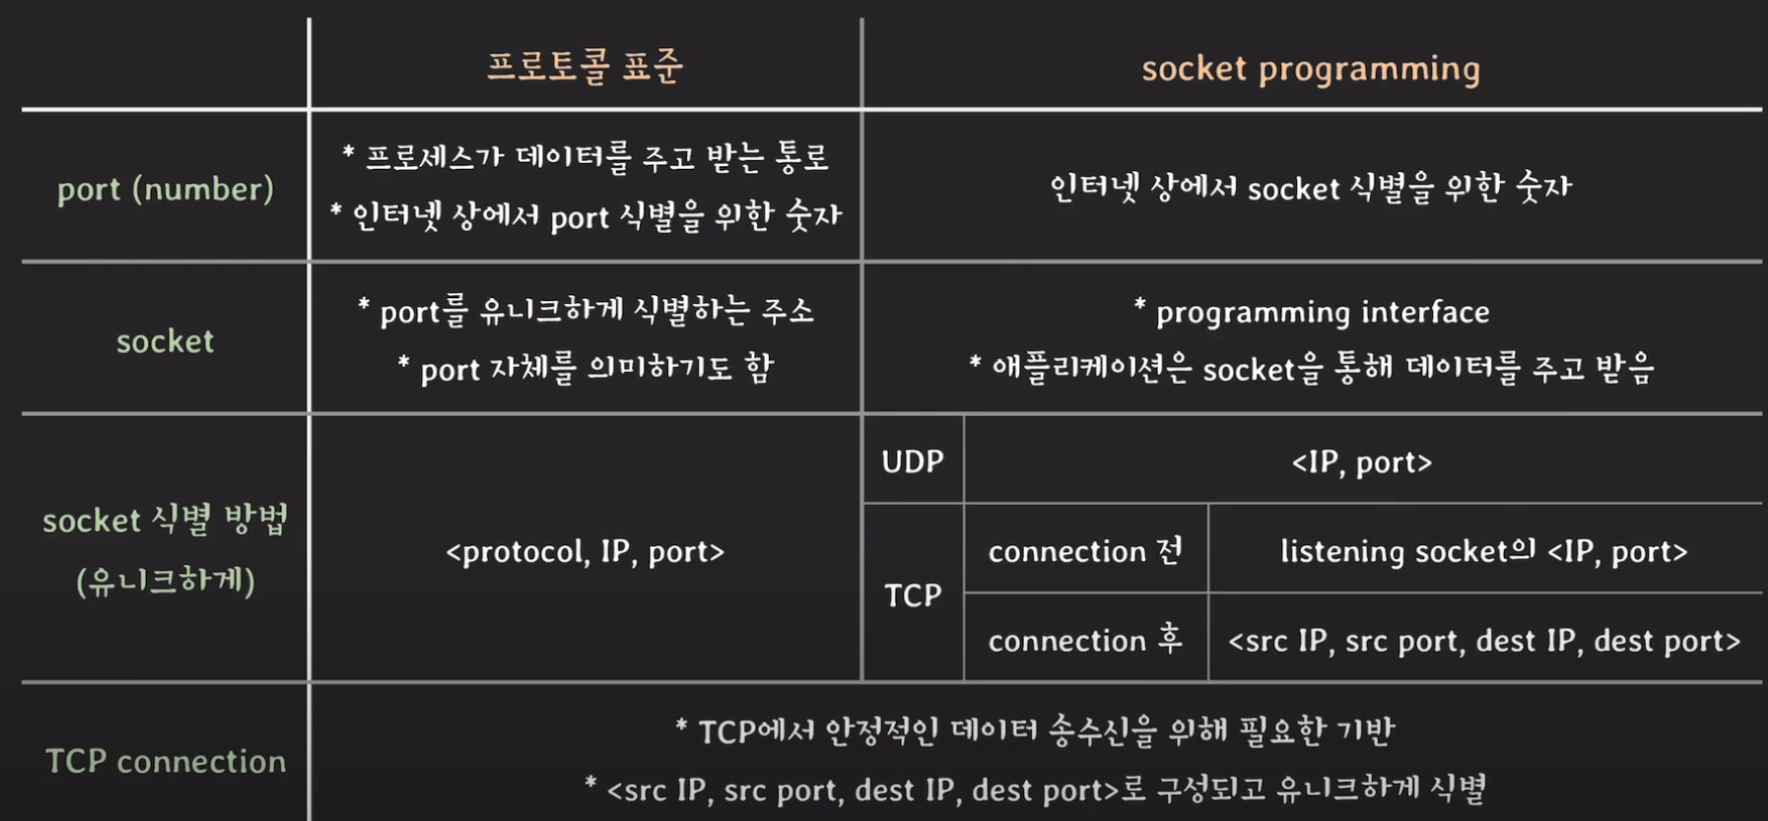 프로토콜 표준
socket programming
port (number)
* 프로세스가 데이터를 주고 받는 통로
* 인터넷 상에서 port 식별을 위한 숫자
인터넷 상에서 socket 식별을 위한 숫자
socket
* port를 유니크하게 식별하는 주소
* port 자체를 의미하기도 함
* programming interface
* 애플리케이션은 socket을 통해 데이터를 주고 받음
socket 식별 방법
(유니크하게)
<protocol, IP, port>
UDP
<IP, port>
TCP
connection 전
listening socket의 <IP, port>
connection 후
<src IP, src port, dest IP, dest port>
TCP connection
* TCP에서 안정적인 데이터 송수신을 위해 필요한 기반
* <src IP, src port, dest IP, dest port>로 구성되고 유니크하게 식별